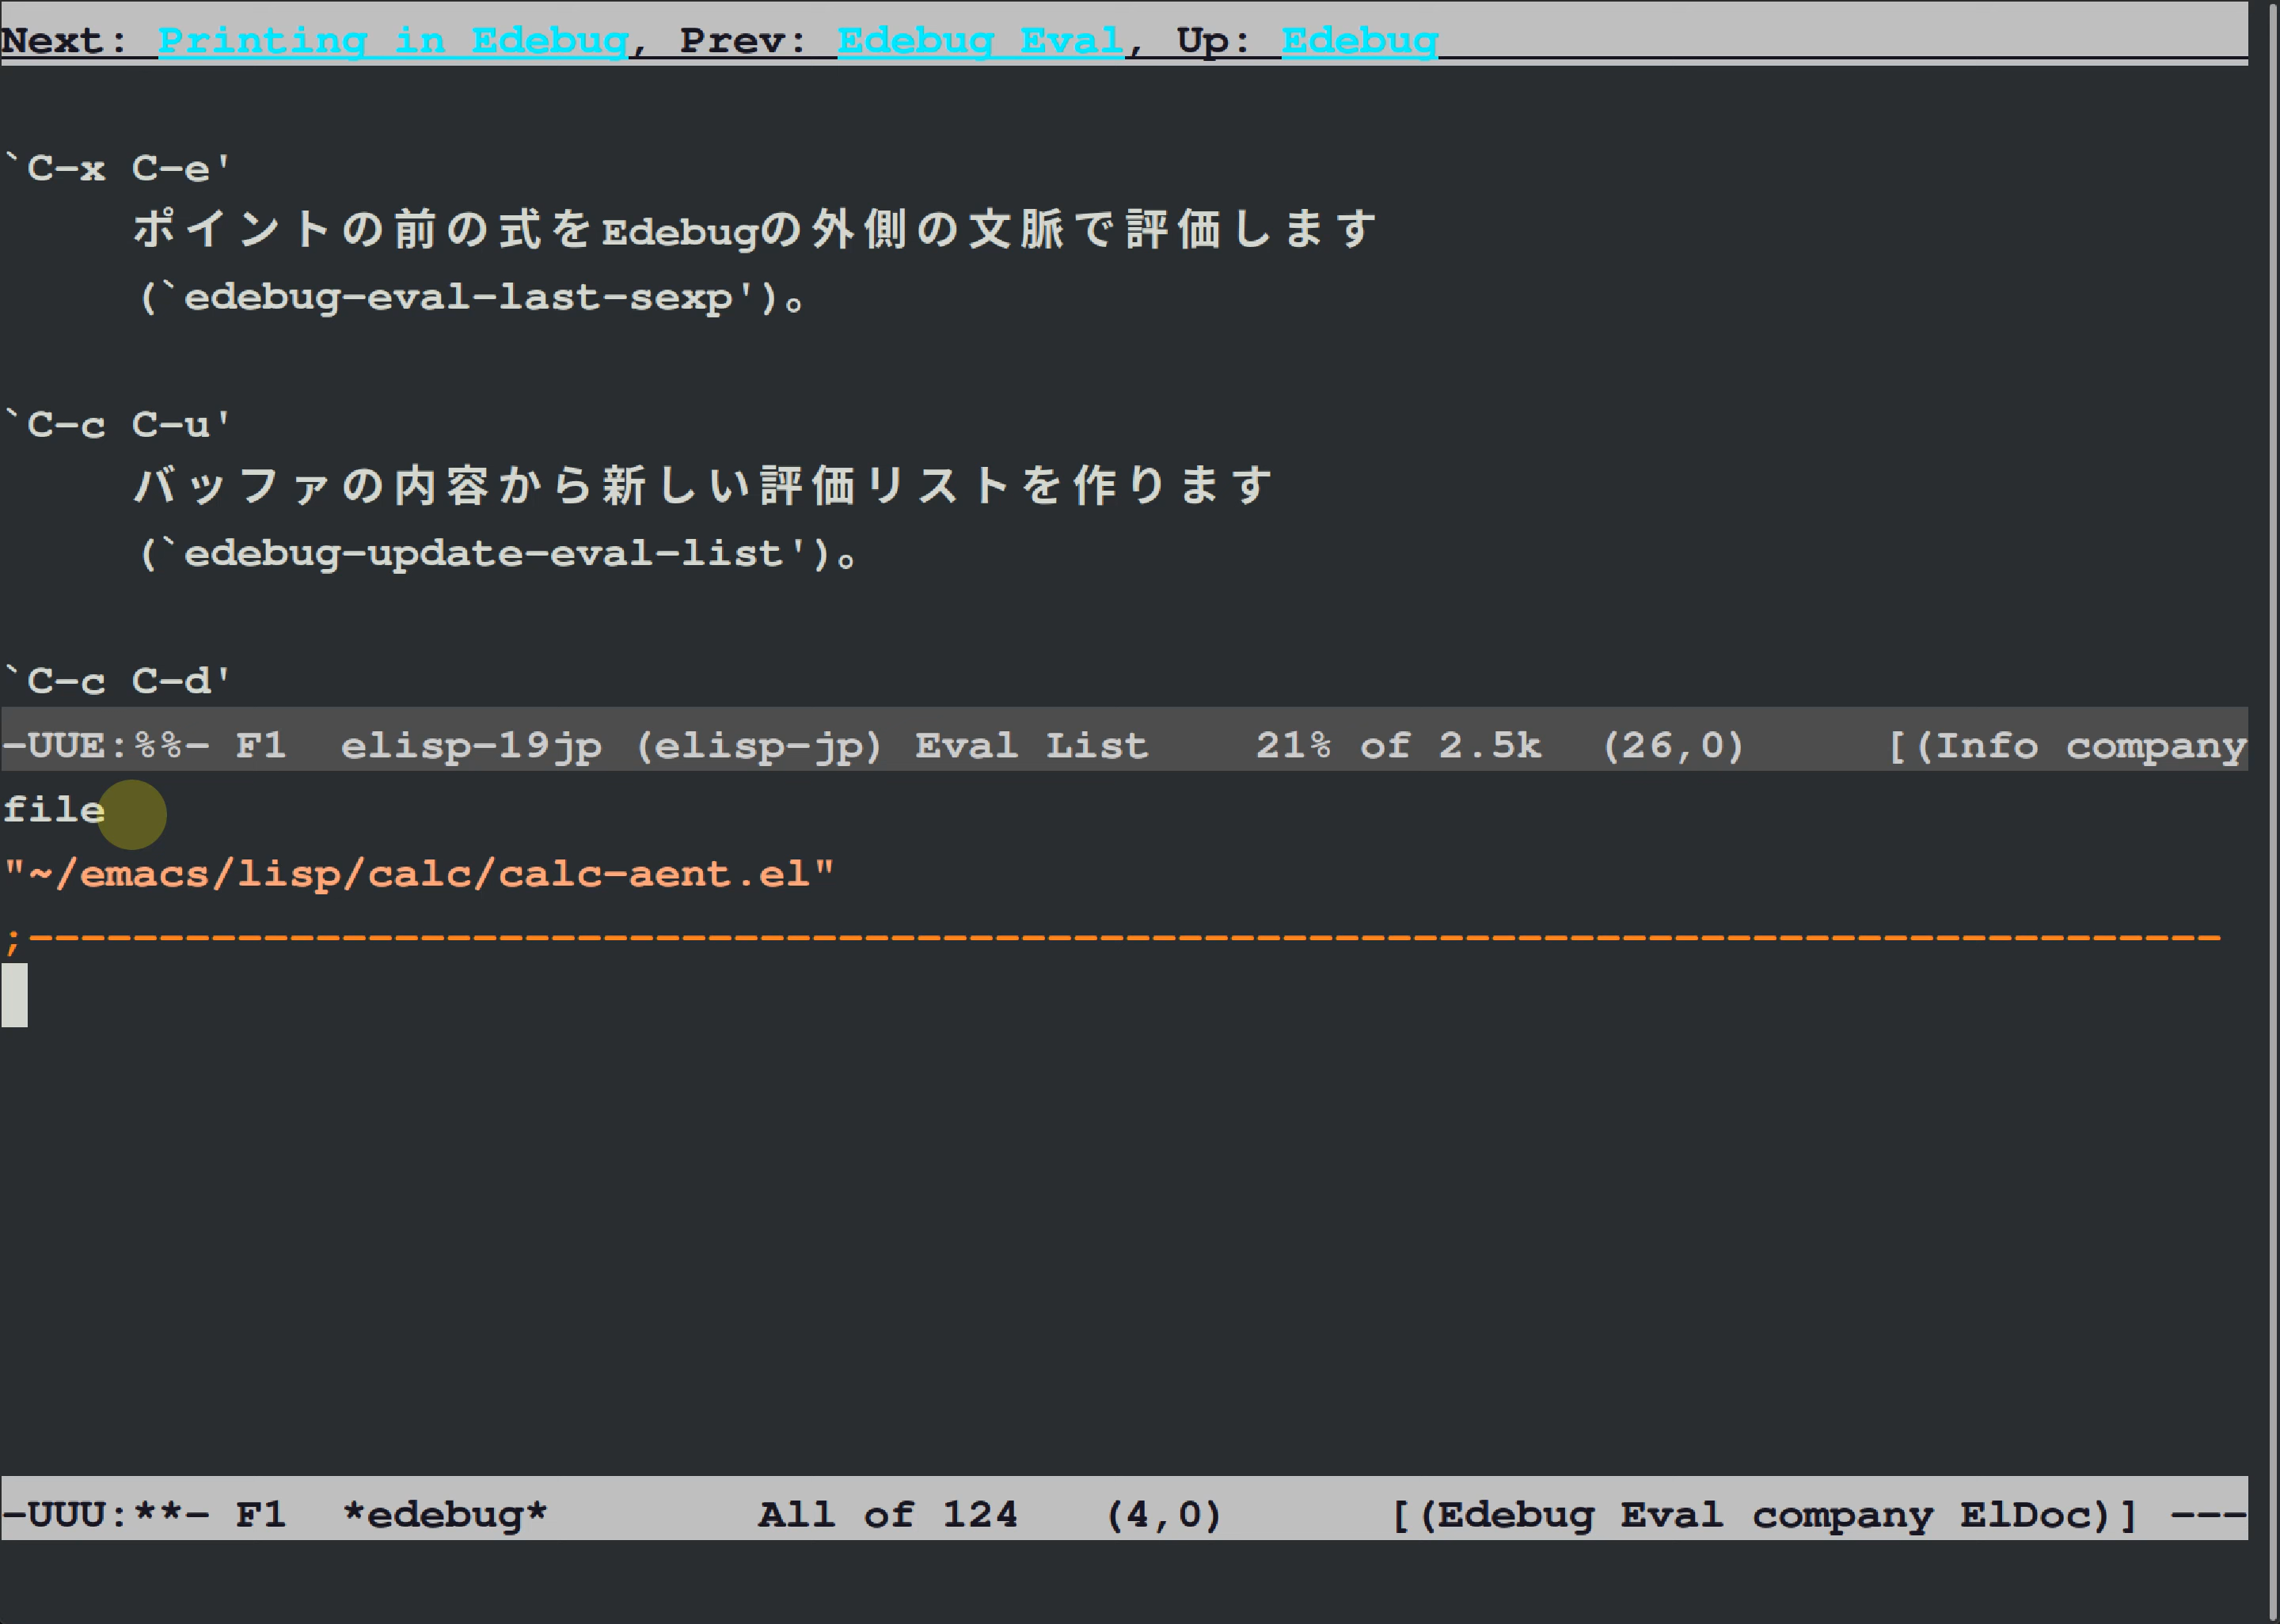 Next: Printing in Edebug, Prev: Edebug Eval, Up: Edebug
`C-x C-e'
ポイントの前の式をEdebugの外側の文脈で評価します
(`edebug-eval-last-sexp')。
`C-c C-u'
バッファの内容から新しい評価リストを作ります
(`edebug-update-eval-list')。
`C-c C-d'
-UUE:%%- F1  elisp-19jp (elisp-jp) Eval List    21% of 2.5k  (26,0)     [(Info company
file
"~/emacs/lisp/calc/calc-aent.el"
;------------------------------------------------------------------------------------
-UUU:**- F1  *edebug*        All of 124   (4,0)      [(Edebug Eval company ElDoc)] ---